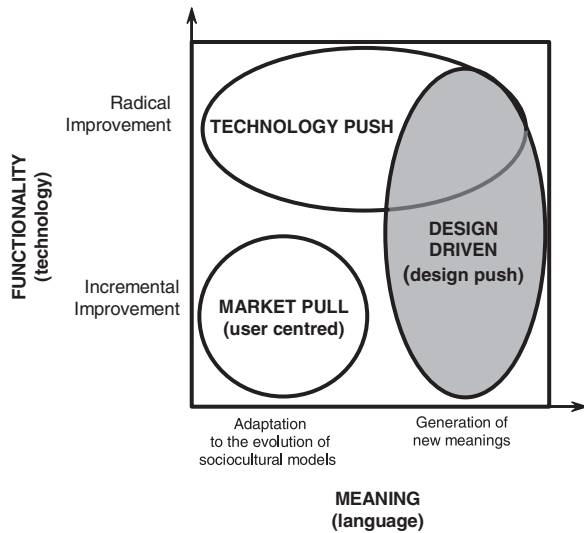 Radical
Improvement
TECHNOLOGY PUSH
FUNCTIONALITY
(technology)
DESIGN
DRIVEN
(design push)
Incremental
Improvement
MARKET PULL
(user centred)
Adaptation
to the evolution of
sociocultural models
Generation of
new meanings
MEANING
(language)